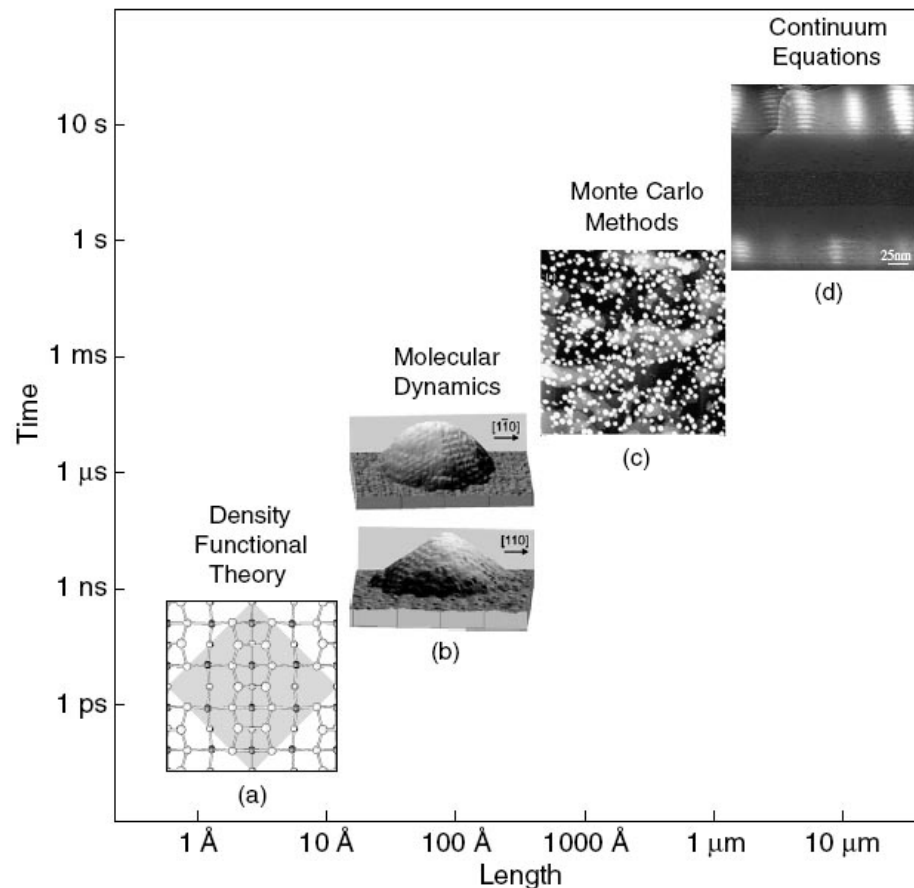 Continuum
Equations
10 s
Monte Carlo
Methods
1 s
25nm
(d)
1 ms
Molecular
Dynamics
[11̄0]
(c)
Time
1 μs
Density
Functional
Theory
[110]
1 ns
(b)
1 ps
(a)
1 Å 10 Å 100 Å 1000 Å 1 μm 10 μm
Length